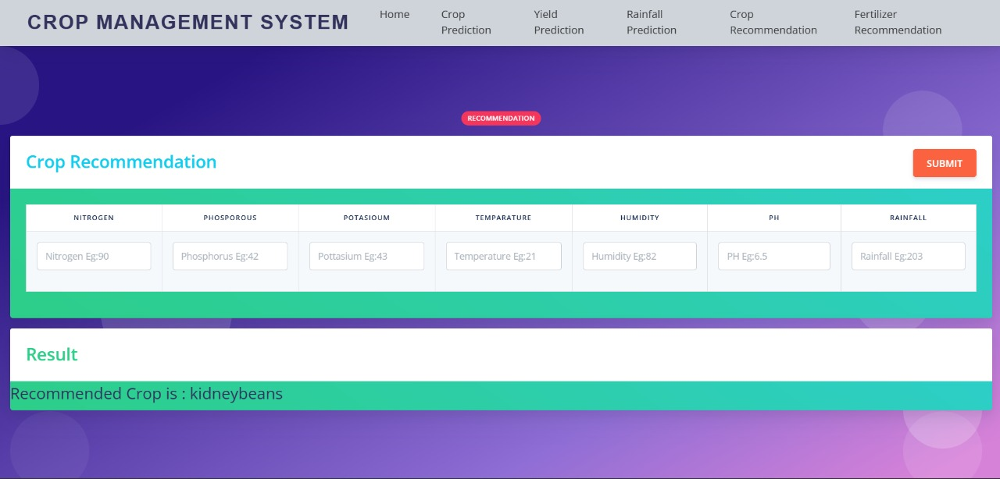 CROP MANAGEMENT SYSTEM
Home
Crop
Prediction
Yield
Prediction
Rainfall
Prediction
Crop
Recommendation
Fertilizer
Recommendation
RECOMMENDATION
Crop Recommendation
SUBMIT
NITROGEN PHOSPOROUS POTASIOUM TEMPARATURE HUMIDITY PH RAINFALL
Nitrogen Eg:90 Phosphorus Eg:42 Pottasium Eg:43 Temperature Eg:21 Humidity Eg:82 PH Eg:6.5 Rainfall Eg:203
Result
Recommended Crop is : kidneybeans